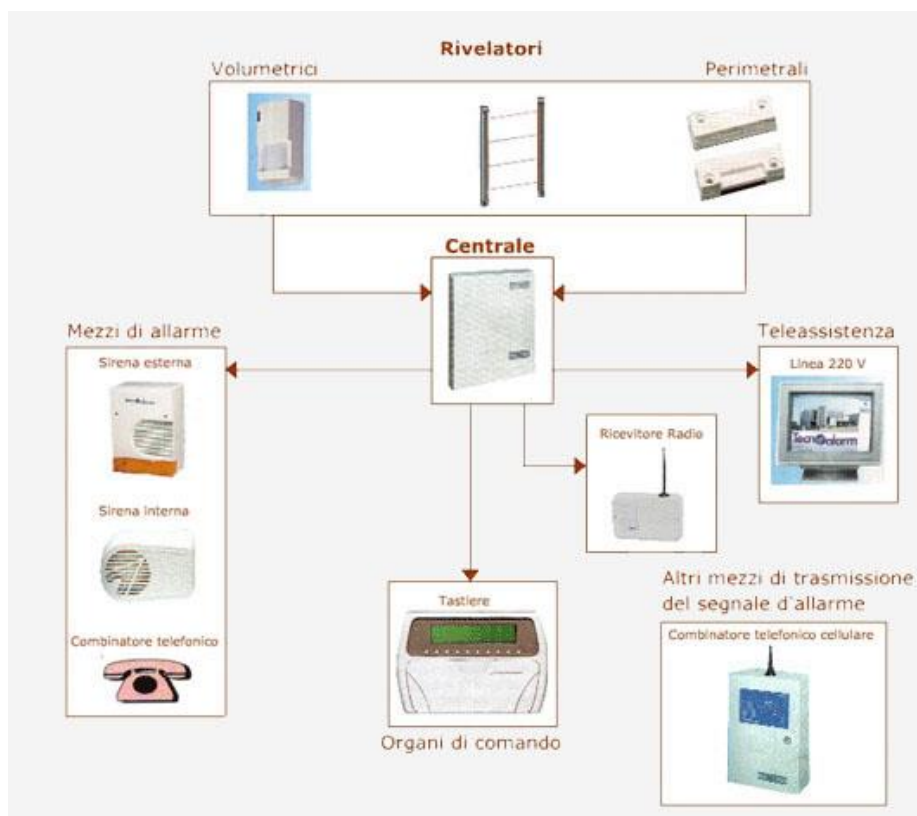 Rivelatori
Volumetrici
Perimetrali
Centrale
Mezzi di allarme
Sirena esterna
Sirena interna
Combinatore telefonico
Teleassistenza
Linea 220 V
Tecnoalarm
Ricevitore Radio
Tastiere
Organi di comando
Altri mezzi di trasmissione
del segnale d'allarme
Combinatore telefonico cellulare